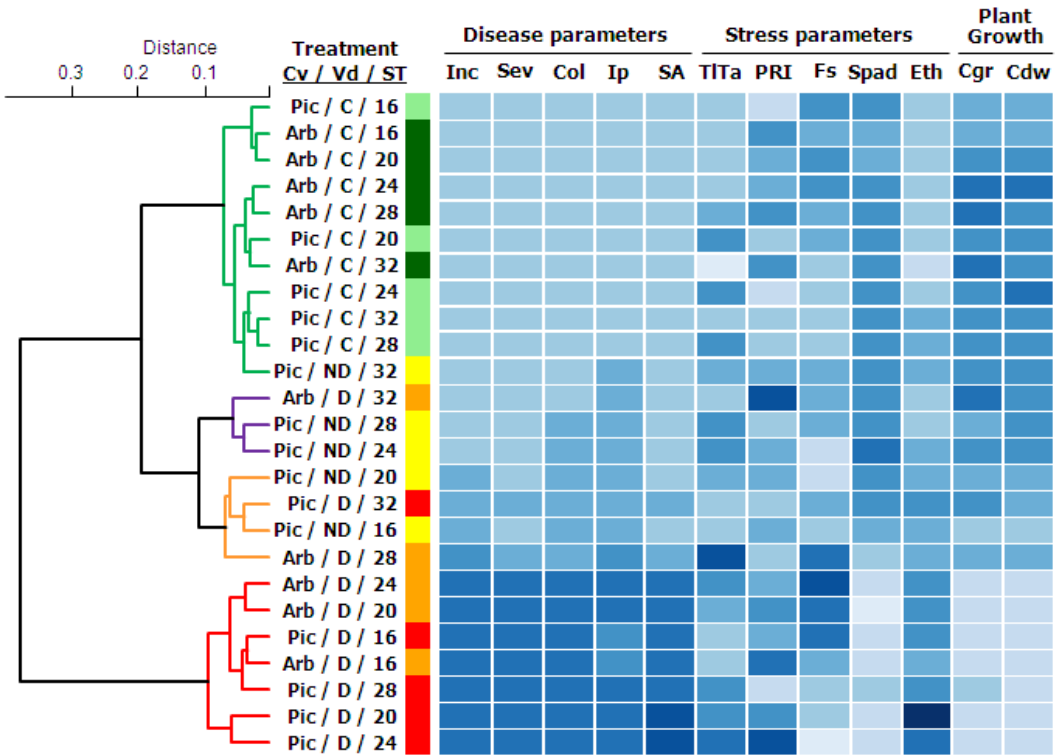 Plant
Growth
Disease parameters Stress parameters
Distance Treatment
0.3 0.2 0.1 Cv / Vd / ST Inc Sev Col Ip SA TlTa PRI Fs Spad Eth Cgr Cdw
Pic / C / 16
Arb / C / 16
Arb / C / 20
Arb / C / 24
Arb / C / 28
Pic / C / 20
Arb / C / 32
Pic / C / 24
Pic / C / 32
Pic / C / 28
Pic / ND / 32
Arb / D / 32
Pic / ND / 28
Pic / ND / 24
Pic / ND / 20
Pic / D / 32
Pic / ND / 16
Arb / D / 28
Arb / D / 24
Arb / D / 20
Pic / D / 16
Arb / D / 16
Pic / D / 28
Pic / D / 20
Pic / D / 24